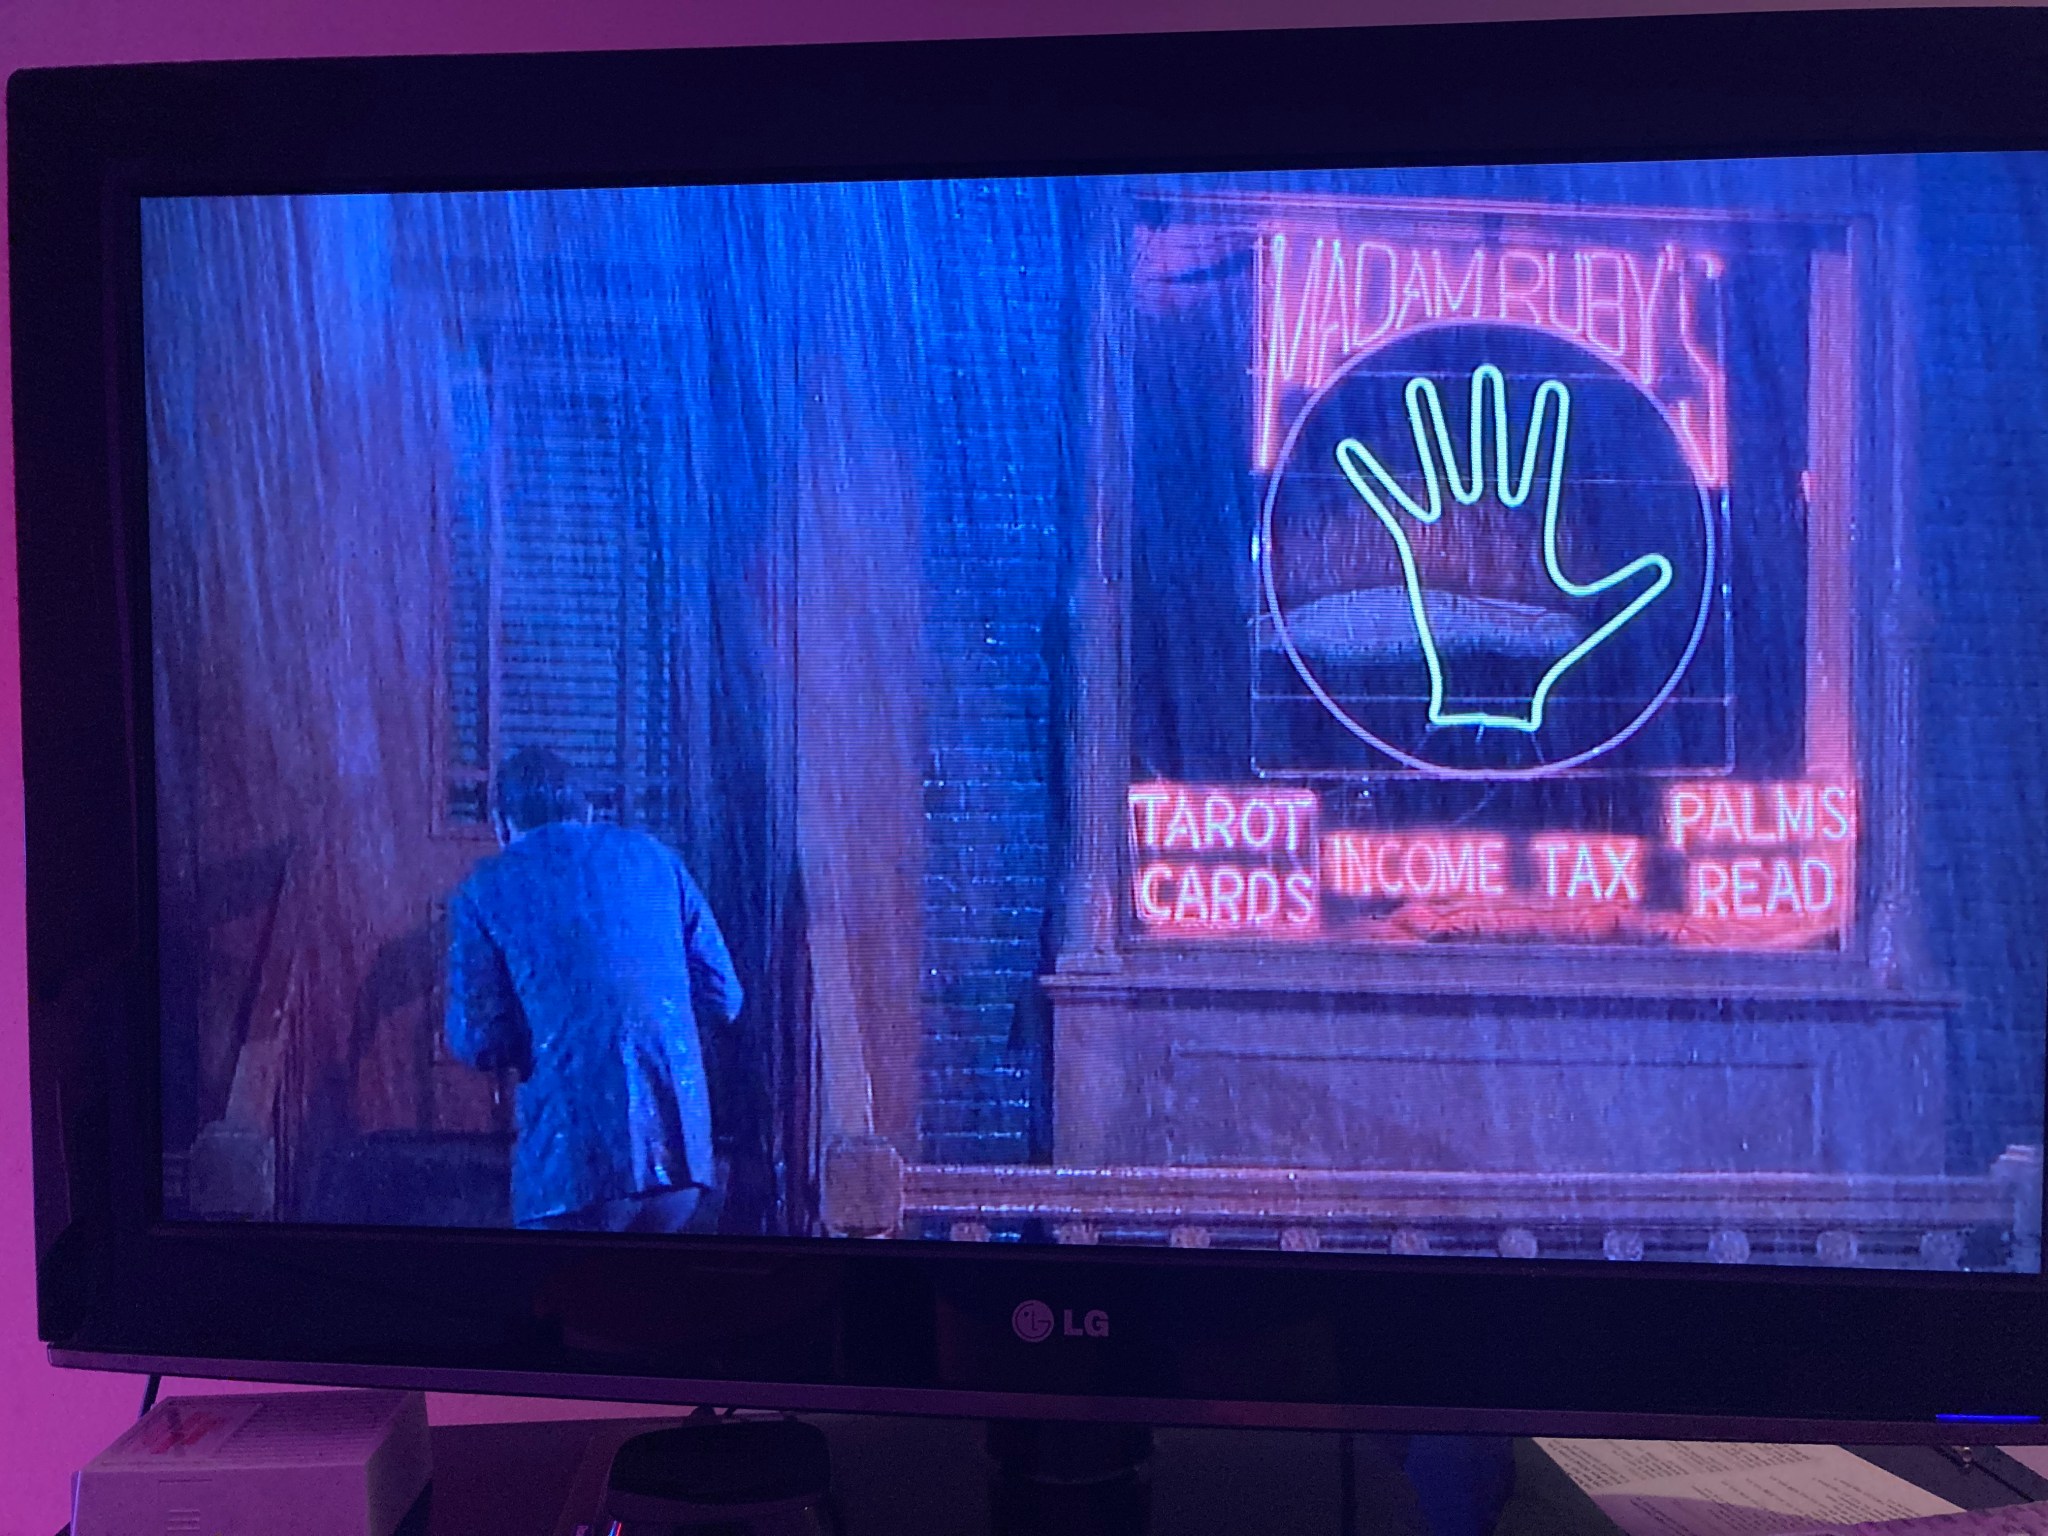 MADAM RUBY'S
TAROT
CARDS
INCOME TAX
PALMS
READ
LG